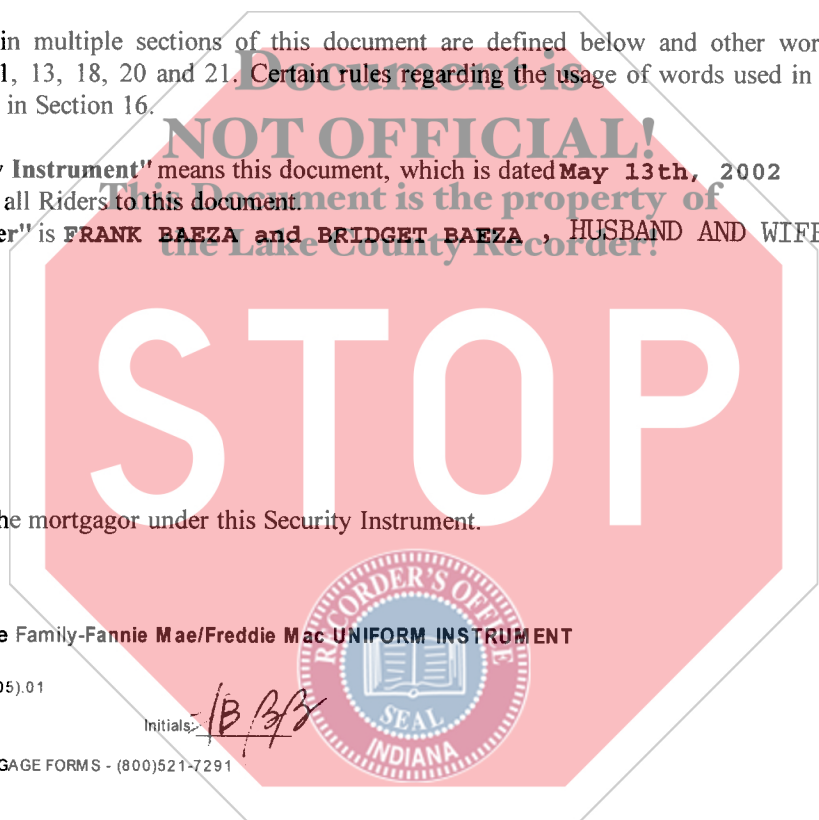 in multiple sections of this document are defined below and other wor
1, 13, 18, 20 and 21. Certain rules regarding the usage of words used in
in Section 16.
Document is
NOT OFFICIAL!
This Document is the property of
the Lake County Recorder!
Instrument" means this document, which is dated May 13th, 2002
all Riders to this document.
er" is FRANK BAEZA and BRIDGET BAEZA , HUSBAND AND WIFE
STOP
he mortgagor under this Security Instrument.
RECORDER'S OFFICE
SEAL
INDIANA
e Family-Fannie Mae/Freddie Mac UNIFORM INSTRUMENT
05).01
Initials:
GAGE FORMS - (800)521-7291